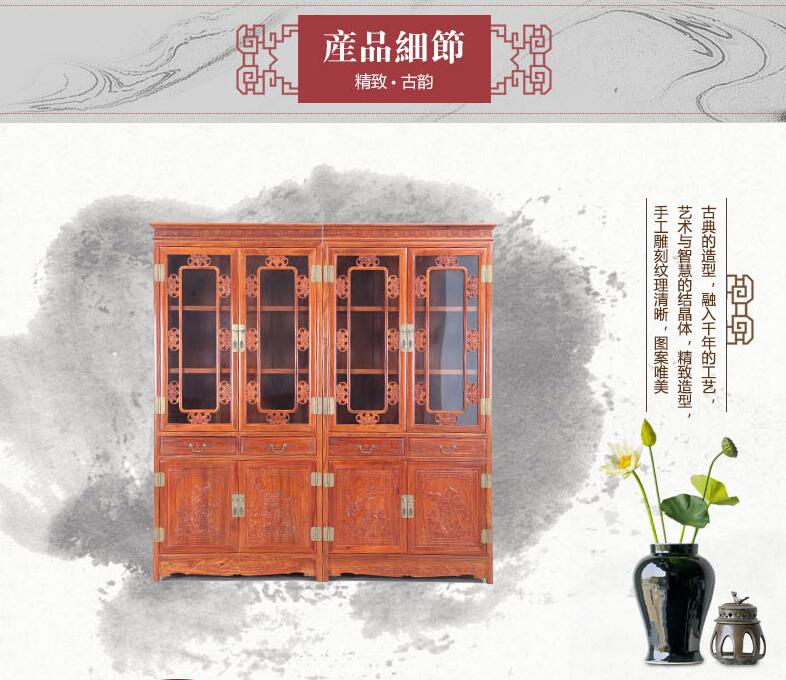 産品細節
精致·古韵
古典的造型，融入千年的工艺，
艺术与智慧的结晶体，精致造型，
手工雕刻纹理清晰，图案唯美